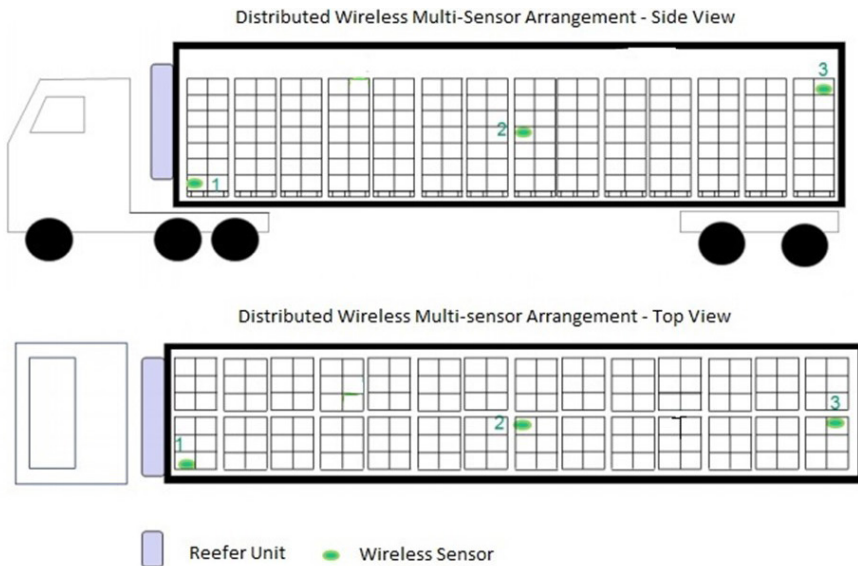 Distributed Wireless Multi-Sensor Arrangement - Side View
3
2
1
Distributed Wireless Multi-sensor Arrangement - Top View
3
2
1
Reefer Unit
Wireless Sensor